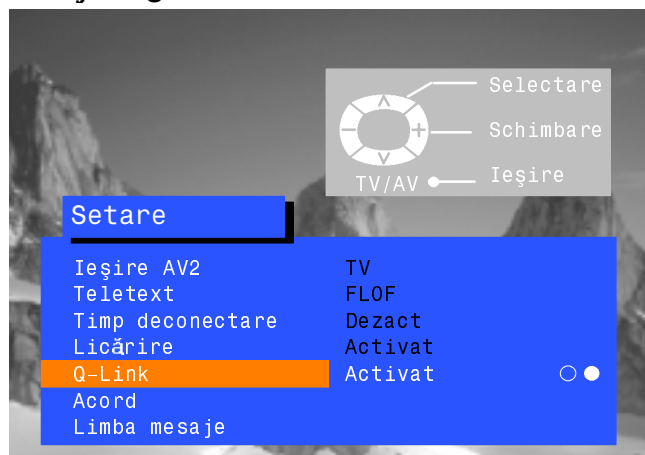 Selectare
Schimbare
TV/AV Ieşire
Setare
Ieşire AV2 TV
Teletext FLOF
Timp deconectare Dezact
Licărire Activat
Q-Link Activat
Acord
Limba mesaje